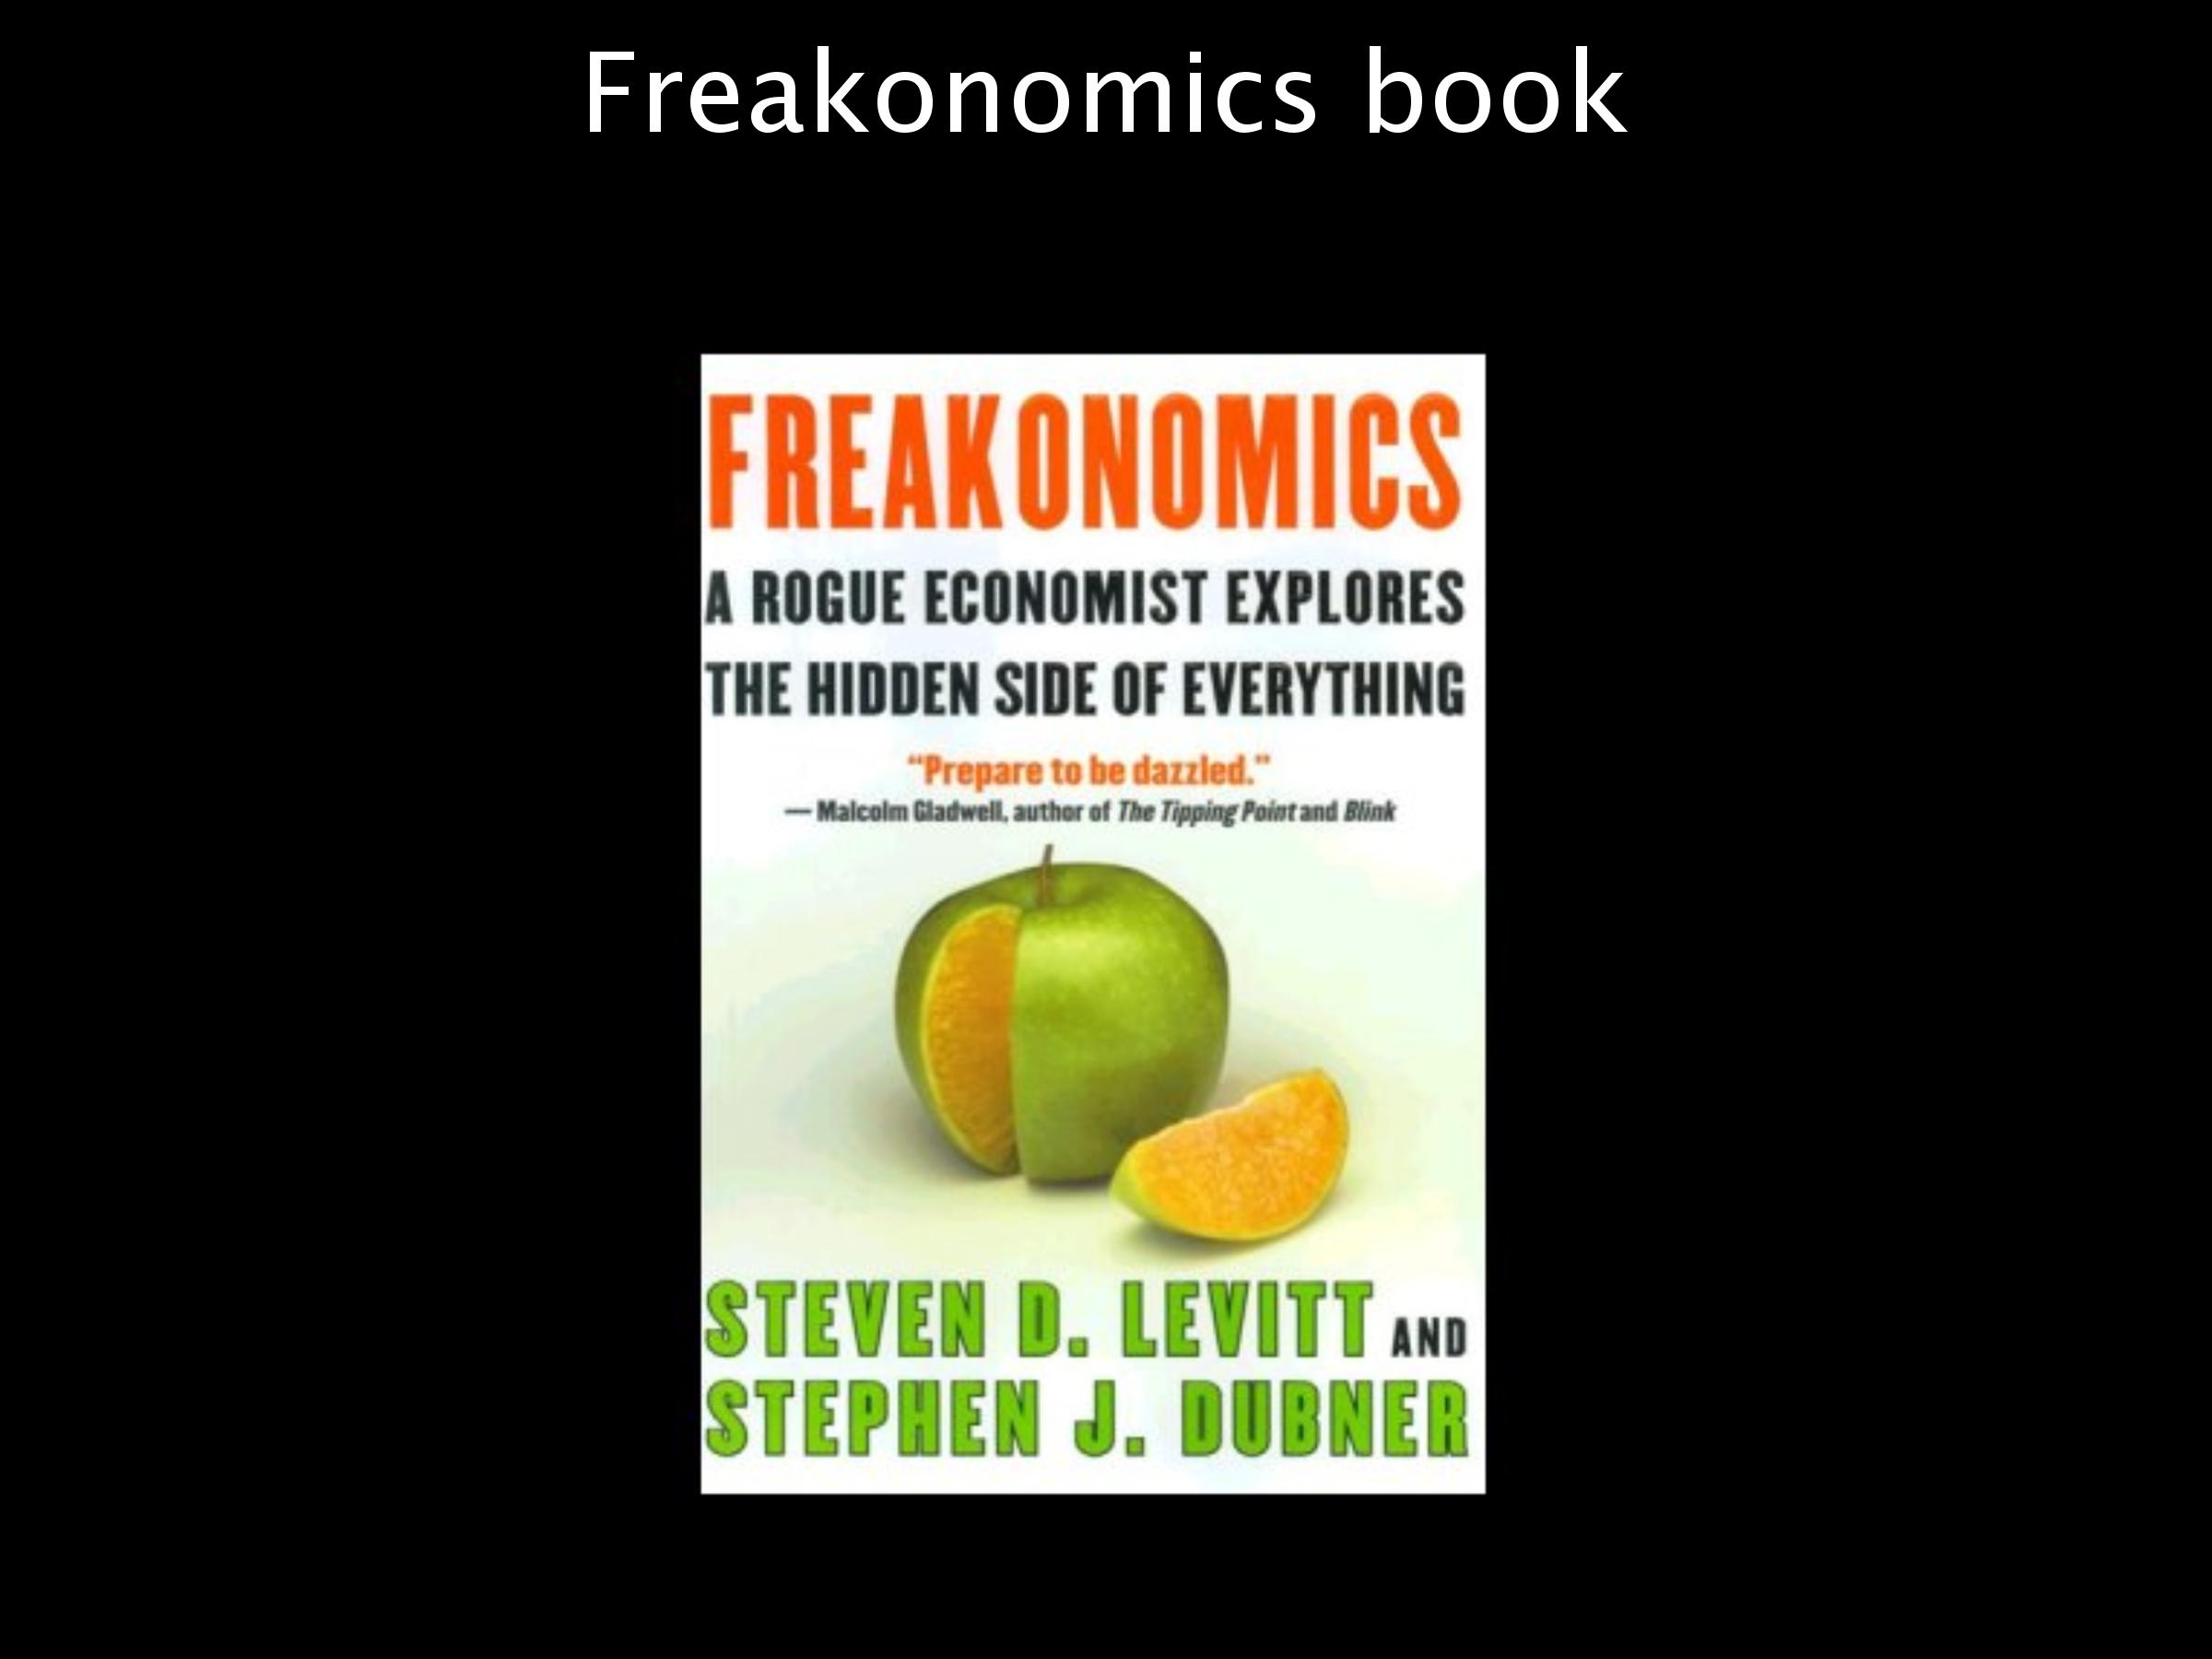 Freakonomics book
FREAKONOMICS
A ROGUE ECONOMIST EXPLORES
THE HIDDEN SIDE OF EVERYTHING
“Prepare to be dazzled.”
— Malcolm Gladwell, author of The Tipping Point and Blink
STEVEN D. LEVITT AND
STEPHEN J. DUBNER